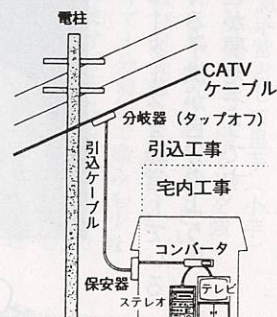 電柱
CATV
ケーブル
分岐器（タップオフ）
引込ケーブル
引込工事
宅内工事
コンバータ
保安器
テレビ
ステレオ